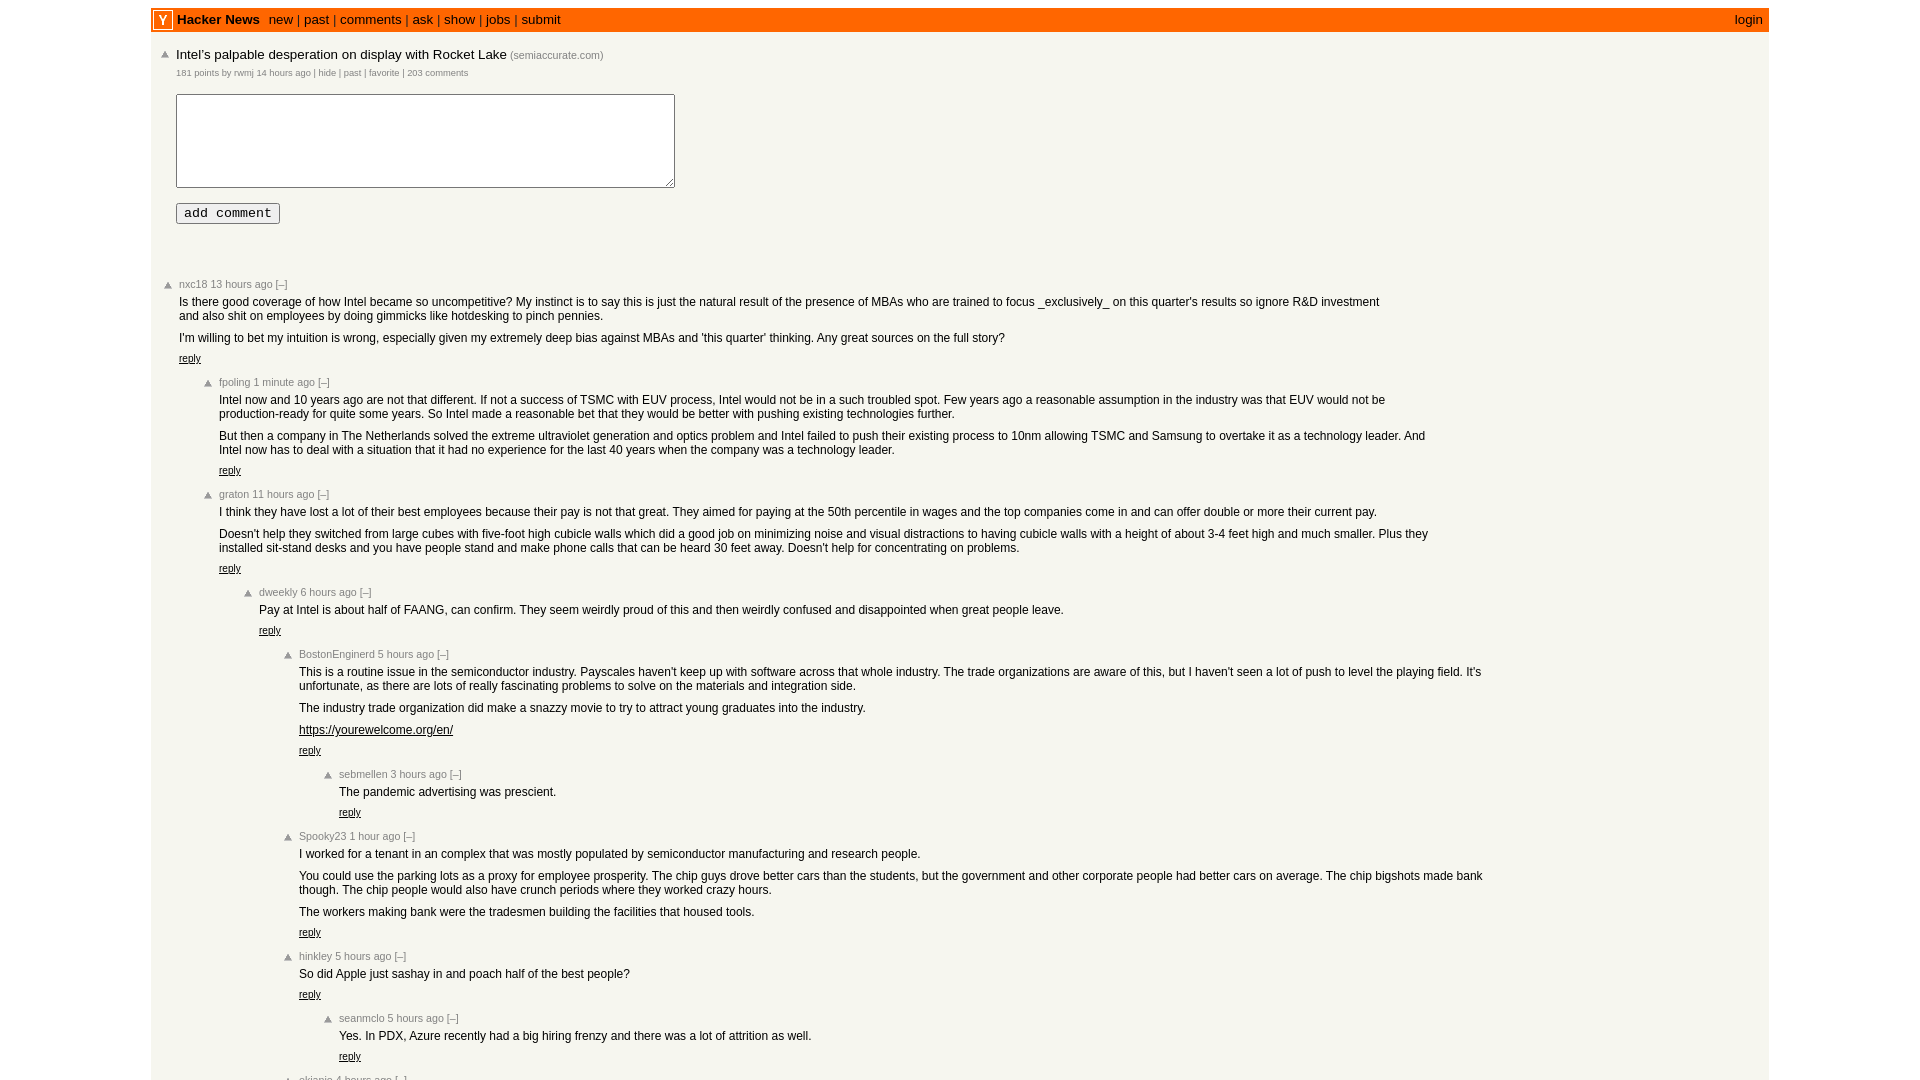 Y Hacker News new | past | comments | ask | show | jobs | submit login
Intel’s palpable desperation on display with Rocket Lake (semiaccurate.com)
181 points by rwmj 14 hours ago | hide | past | favorite | 203 comments
add comment
nxc18 13 hours ago [–]
Is there good coverage of how Intel became so uncompetitive? My instinct is to say this is just the natural result of the presence of MBAs who are trained to focus _exclusively_ on this quarter's results so ignore R&D investment
and also shit on employees by doing gimmicks like hotdesking to pinch pennies.
I'm willing to bet my intuition is wrong, especially given my extremely deep bias against MBAs and 'this qunrter' thinking. Any great sources on the full story?
reply
fpoling 1 minute ago [–]
Intel now and 10 years ago are not that different. If not a success of TSMC with EUV process, Intel would not be in a such troubled spot. Few years ago a reasonable assumption in the industry was that EUV would not be
production-ready for quite some years. So Intel made a reasonable bet that they would be better with pushing existing technologies further.
But then a company in The Netherlands solved the extreme ultraviolet generation and optics problem and Intel failed to push their existing process to 10nm allowing TSMC and Samsung to overtake it as a technology leader. And
Intel now has to deal with a situation that it had no experience for the last 40 years when the company was a technology leader.
reply
graton 11 hours ago [–]
I think they have lost a lot of their best employees because their pay is not that great. They aimed for paying at the 50th percentile in wages and the top companies come in and can offer double or more their current pay.
Doesn't help they switched from large cubes with five-foot high cubicle walls which did a good job on minimizing noise and visual distractions to having cubicle walls with a height of about 3-4 feet high and much smaller. Plus they
installed sit-stand desks and you have people stand and make phone calls that can be heard 30 feet away. Doesn't help for concentrating on problems.
reply
dweekly 6 hours ago [–]
Pay at Intel is about half of FAANG, can confirm. They seem weirdly proud of this and then weirdly confused and disappointed when great people leave.
reply
BostonEnginerd 5 hours ago [–]
This is a routine issue in the semiconductor industry. Payscales haven't keep up with software across that whole industry. The trade organizations are aware of this, but I haven't seen a lot of push to level the playing field. It's
unfortunate, as there are lots of really fascinating problems to solve on the materials and integration side.
The industry trade organization did make a snazzy movie to try to attract young graduates into the industry.
https://yourewelcome.org/en/
reply
sebmellen 3 hours ago [–]
The pandemic advertising was prescient.
reply
Spooky23 1 hour ago [–]
I worked for a tenant in an complex that was mostly populated by semiconductor manufacturing and research people.
You could use the parking lots as a proxy for employee prosperity. The chip guys drove better cars than the students, but the government and other corporate people had better cars on average. The chip bigshots made bank
though. The chip people would also have crunch periods where they worked crazy hours.
The workers making bank were the tradesmen building the facilities that housed tools.
reply
hinkley 5 hours ago [–]
So did Apple just sashay in and poach half of the best people?
reply
seanmclo 5 hours ago [–]
Yes. In PDX, Azure recently had a big hiring frenzy and there was a lot of attrition as well.
reply
4 hours ago [–]